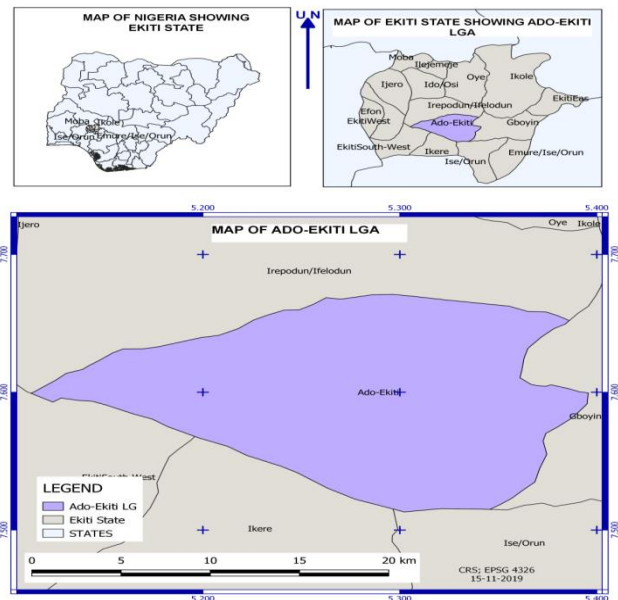 MAP OF NIGERIA SHOWING
EKITI STATE
Moba Ikole
Ise/Orun Emure/Ise/Orun
U N
MAP OF EKITI STATE SHOWING ADO-EKITI
LGA
Moba
Ilejemeje
Oye
Ikole
Ijero
Ido/Osi
EkitiEas
Efon
Irepodun/Ifelodun
EkitiWest
Ado-Ekiti
Gboyin
EkitiSouth-West
Ikere
Emure/Ise/Orun
Ise/Orun
5.200 5.300 5.400
Ijero
MAP OF ADO-EKITI LGA
Oye Ikole
7.700 7.700
Irepodun/Ifelodun
7.600 Ado-Ekiti 7.600
Gboyin
EkitiSouth-West
LEGEND
Ado-Ekiti LG
Ekiti State
STATES
7.500 7.500
Ikere
Ise/Orun
0 5 10 15 20 km
CRS; EPSG 4326
15-11-2019
5.200 5.300 5.400